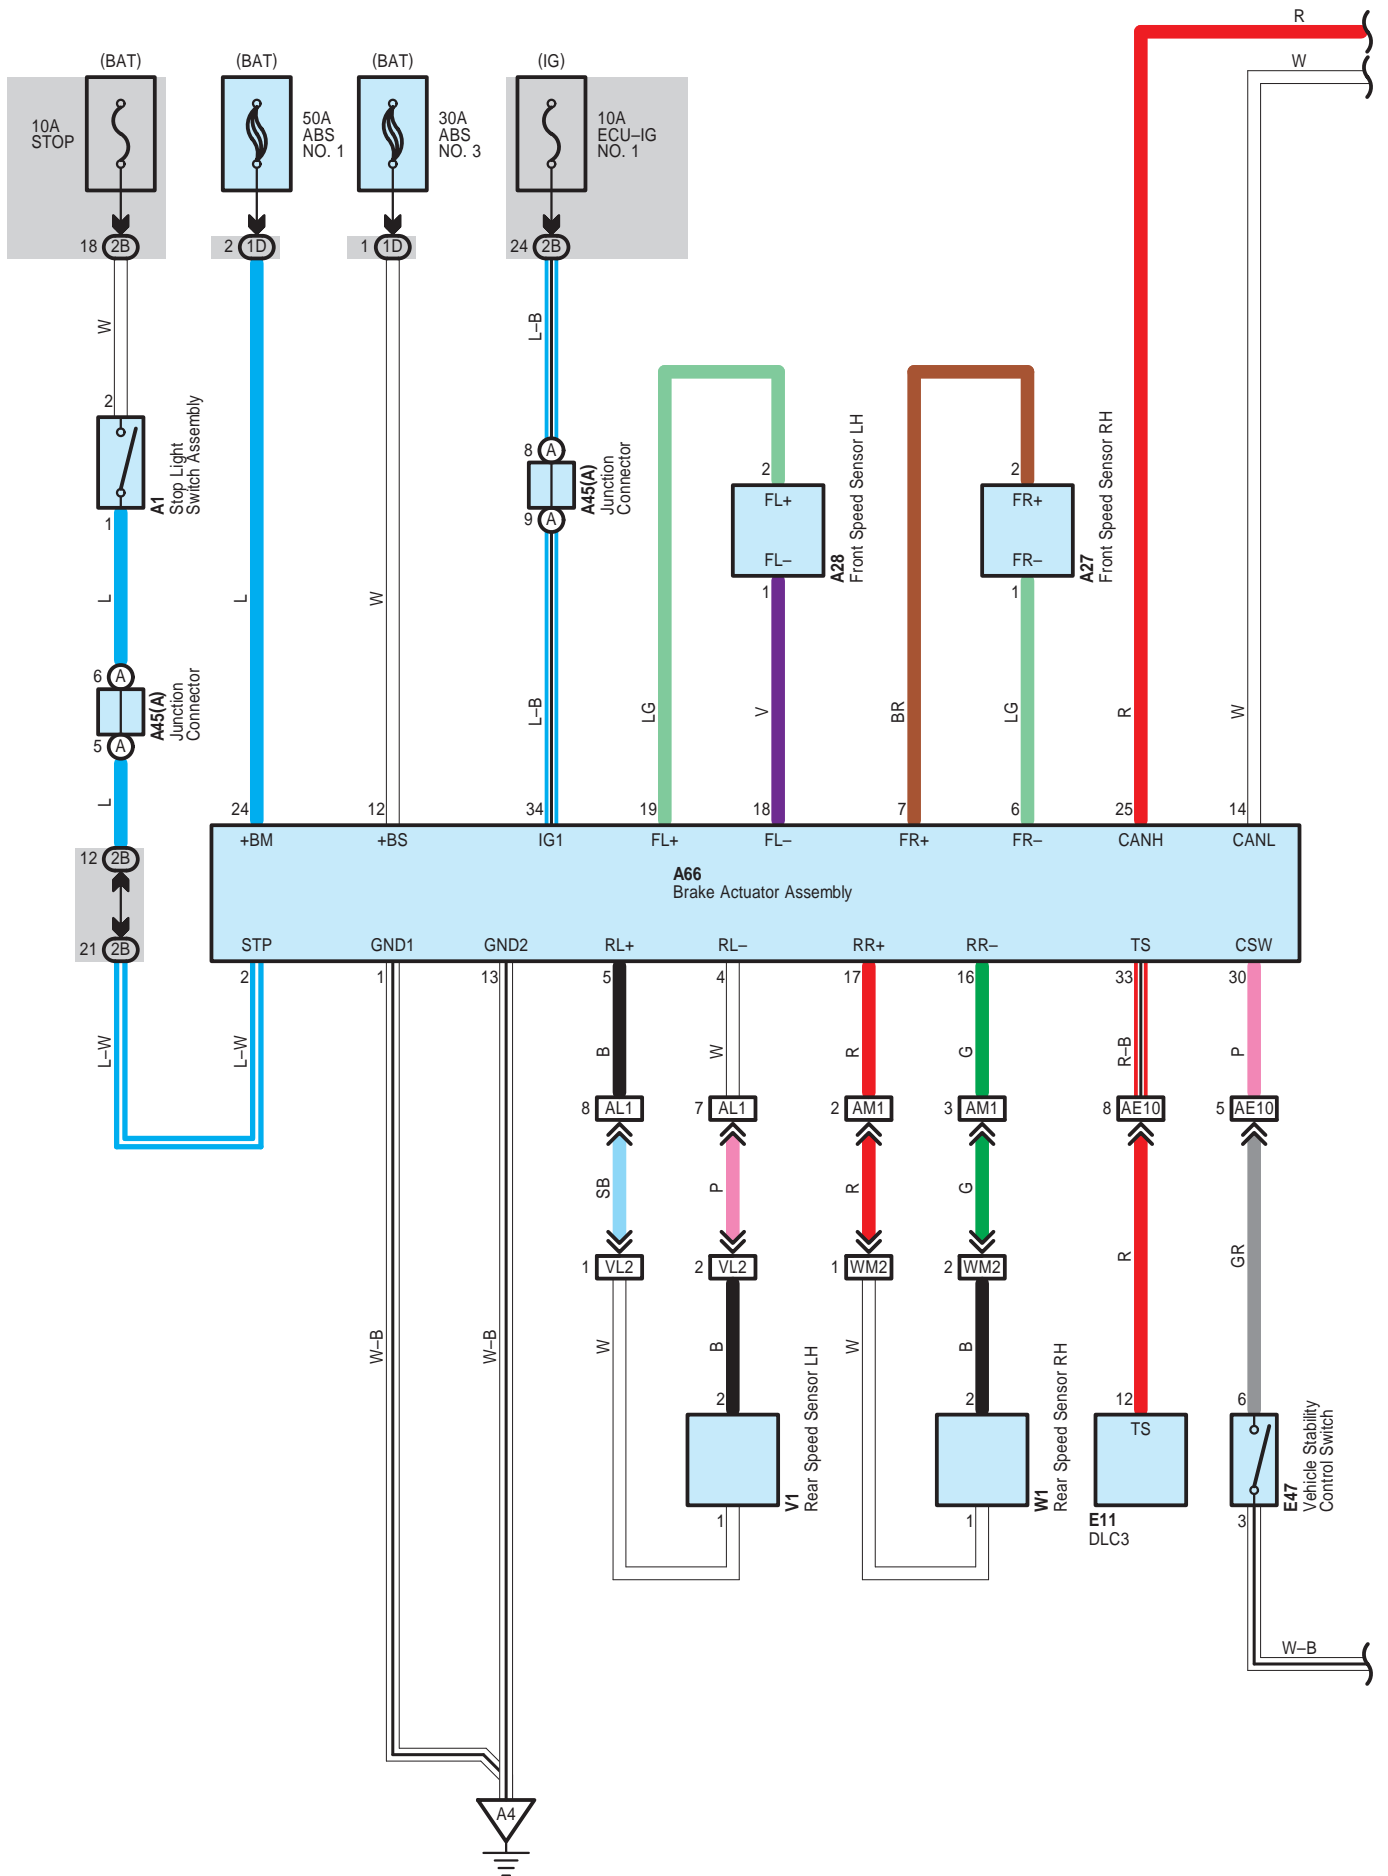 R
W
(BAT)
(BAT)
(BAT)
(IG)
10A
STOP
50A
ABS
NO. 1
30A
ABS
NO. 3
10A
ECU–IG
NO. 1
18 2B
2 1D
1 1D
24 2B
W
L–B
2
A1
Stop Light
Switch Assembly
1
8 A
A45(A)
Junction
Connector
9 A
2
FL+
FL–
A28
Front Speed Sensor LH
1
2
FR+
FR–
A27
Front Speed Sensor RH
1
L
L
W
6 A
A45(A)
Junction
Connector
5 A
L–B
LG
V
BR
LG
R
W
L
24
12
34
19
18
7
6
25
14
+BM
+BS
IG1
FL+
FL–
FR+
FR–
CANH
CANL
12 2B
A66
Brake Actuator Assembly
21 2B
STP
GND1
GND2
RL+
RL–
RR+
RR–
TS
CSW
2
1
13
5
4
17
16
33
30
L–W
L–W
B
W
R
G
R–B
P
8 AL1
7 AL1
2 AM1
3 AM1
8 AE10
5 AE10
SB
P
R
G
R
GR
1 VL2
2 VL2
1 WM2
2 WM2
W–B
W–B
W
B
W
B
2
V1
Rear Speed Sensor LH
1
2
W1
Rear Speed Sensor RH
1
12
TS
E11
DLC3
6
E47
Vehicle Stability
Control Switch
3
W–B
A4